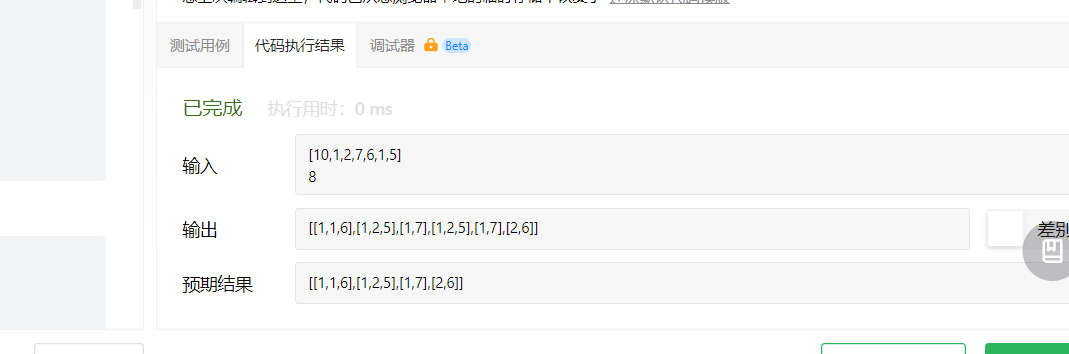 测试用例 代码执行结果 调试器 Beta
已完成 执行用时：0 ms
输入 [10,1,2,7,6,1,5]
8
输出 [[1,1,6],[1,2,5],[1,7],[1,2,5],[1,7],[2,6]] 差别
预期结果 [[1,1,6],[1,2,5],[1,7],[2,6]]